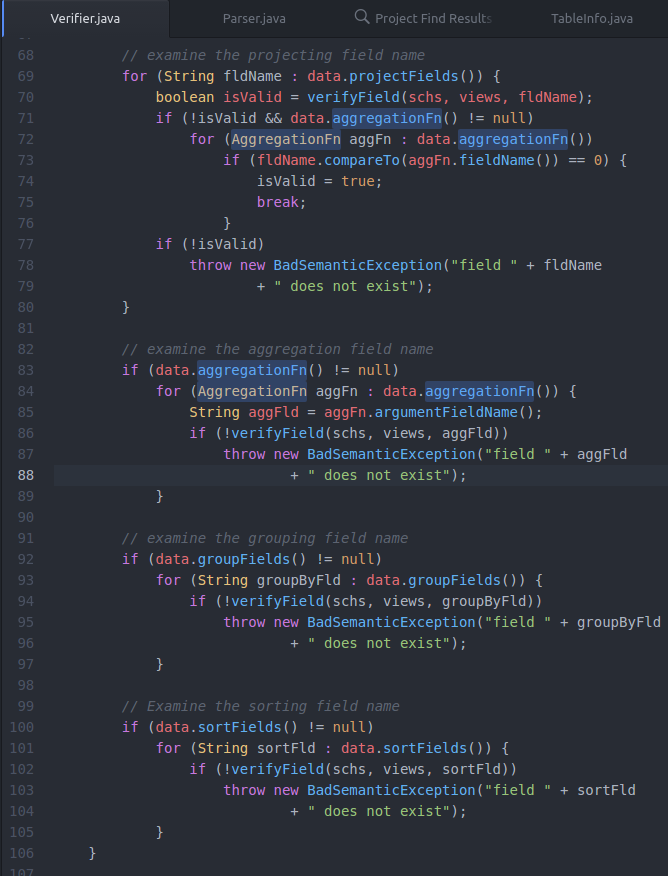 Verifier.java
Parser.java
Project Find Results
TableInfo.java
68 // examine the projecting field name
69 for (String fldName : data.projectFields()) {
70 boolean isValid = verifyField(schs, views, fldName);
71 if (!isValid && data.aggregationFn() != null)
72 for (AggregationFn aggFn : data.aggregationFn())
73 if (fldName.compareTo(aggFn.fieldName()) == 0) {
74 isValid = true;
75 break;
76 }
77 if (!isValid)
78 throw new BadSemanticException("field " + fldName
79 + " does not exist");
80 }
81
82 // examine the aggregation field name
83 if (data.aggregationFn() != null)
84 for (AggregationFn aggFn : data.aggregationFn()) {
85 String aggFld = aggFn.argumentFieldName();
86 if (!verifyField(schs, views, aggFld))
87 throw new BadSemanticException("field " + aggFld
88 + " does not exist");
89 }
90
91 // examine the grouping field name
92 if (data.groupFields() != null)
93 for (String groupByFld : data.groupFields()) {
94 if (!verifyField(schs, views, groupByFld))
95 throw new BadSemanticException("field " + groupByFld
96 + " does not exist");
97 }
98
99 // Examine the sorting field name
100 if (data.sortFields() != null)
101 for (String sortFld : data.sortFields()) {
102 if (!verifyField(schs, views, sortFld))
103 throw new BadSemanticException("field " + sortFld
104 + " does not exist");
105 }
106 }
107